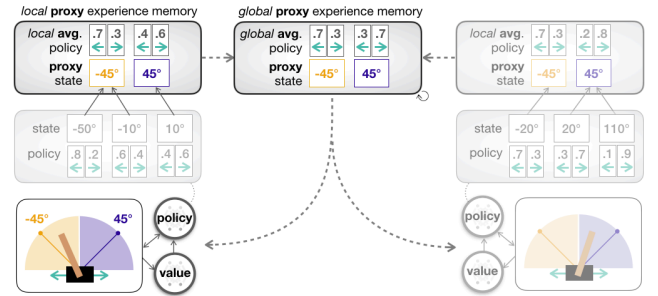 local proxy experience memory
local avg. policy .7 .3 .4 .6
proxy state -45° 45°
state -50° -10° 10°
policy .8 .2 .6 .4 .4 .6
-45° 45°
policy
value
global proxy experience memory
global avg. policy .7 .3 .3 .7
proxy state -45° 45°
local avg. policy .7 .3 .2 .8
proxy state -45° 45°
state -20° 20° 110°
policy .7 .3 .3 .7 .1 .9
policy
value